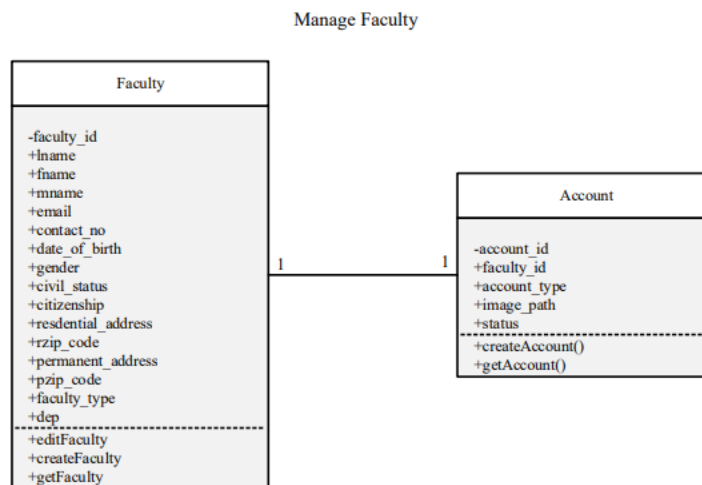 Manage Faculty
Faculty
-faculty_id
+lname
+fname
+mname
+email
+contact_no
+date_of_birth
+gender
+civil_status
+citizenship
+resdential_address
+rzip_code
+permanent_address
+pzip_code
+faculty_type
+dep
+editFaculty
+createFaculty
+getFaculty
1
1
Account
-account_id
+faculty_id
+account_type
+image_path
+status
+createAccount()
+getAccount()